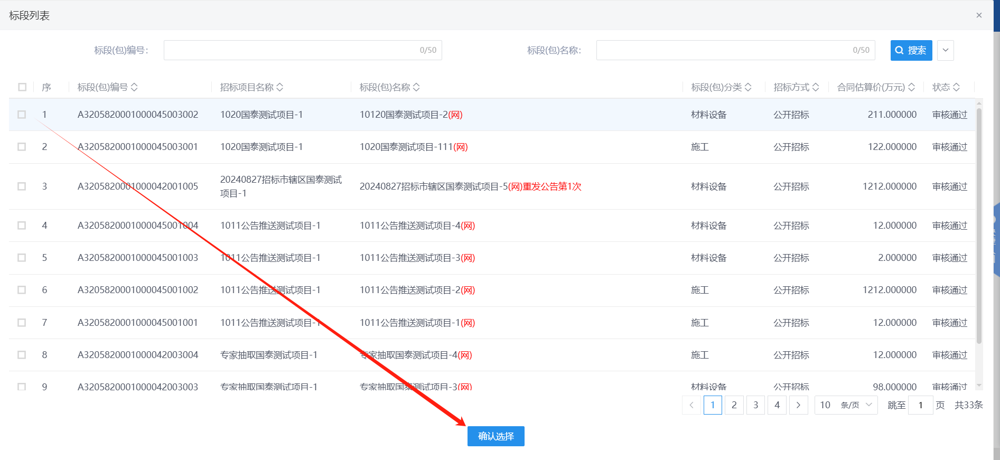 标段列表
标段(包)编号: 0/50 标段(包)名称: 0/50 搜索
序 标段(包)编号 招标项目名称 标段(包)名称 标段(包)分类 招标方式 合同估算价(万元) 状态
1 A3205820001000045003002 1020国泰测试项目-1 10120国泰测试项目-2(网) 材料设备 公开招标 211.000000 审核通过
2 A3205820001000045003001 1020国泰测试项目-1 1020国泰测试项目-111(网) 施工 公开招标 122.000000 审核通过
3 A3205820001000042001005 20240827招标市辖区国泰测试 20240827招标市辖区国泰测试项目-5(网)重发公告第1次 材料设备 公开招标 1212.000000 审核通过
项目-1
4 A3205820001000045001004 1011公告推送测试项目-1 1011公告推送测试项目-4(网) 材料设备 公开招标 12.000000 审核通过
5 A3205820001000045001003 1011公告推送测试项目-1 1011公告推送测试项目-3(网) 材料设备 公开招标 2.000000 审核通过
6 A3205820001000045001002 1011公告推送测试项目-1 1011公告推送测试项目-2(网) 施工 公开招标 1212.000000 审核通过
7 A3205820001000045001001 1011公告推送测试项目-1 1011公告推送测试项目-1(网) 施工 公开招标 12.000000 审核通过
8 A3205820001000042003004 专家抽取国泰测试项目-1 专家抽取国泰测试项目-4(网) 施工 公开招标 12.000000 审核通过
9 A3205820001000042003003 专家抽取国泰测试项目-1 专家抽取国泰测试项目-3(网) 材料设备 公开招标 98.000000 审核通过
1 2 3 4 10 条/页 跳至 1 页 共33条
确认选择